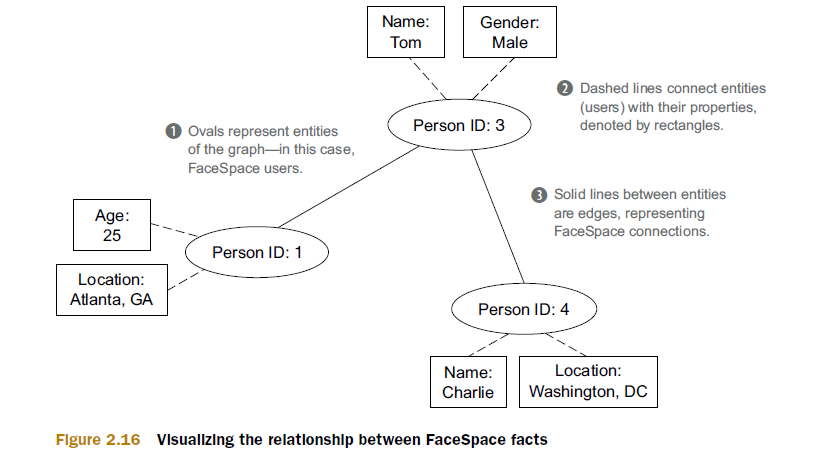 Name:
Tom
Gender:
Male
❷ Dashed lines connect entities
(users) with their properties,
denoted by rectangles.
Person ID: 3
❶ Ovals represent entities
of the graph—in this case,
FaceSpace users.
❸ Solid lines between entities
are edges, representing
FaceSpace connections.
Age:
25
Person ID: 1
Location:
Atlanta, GA
Person ID: 4
Name:
Charlie
Location:
Washington, DC
Figure 2.16 Visualizing the relationship between FaceSpace facts